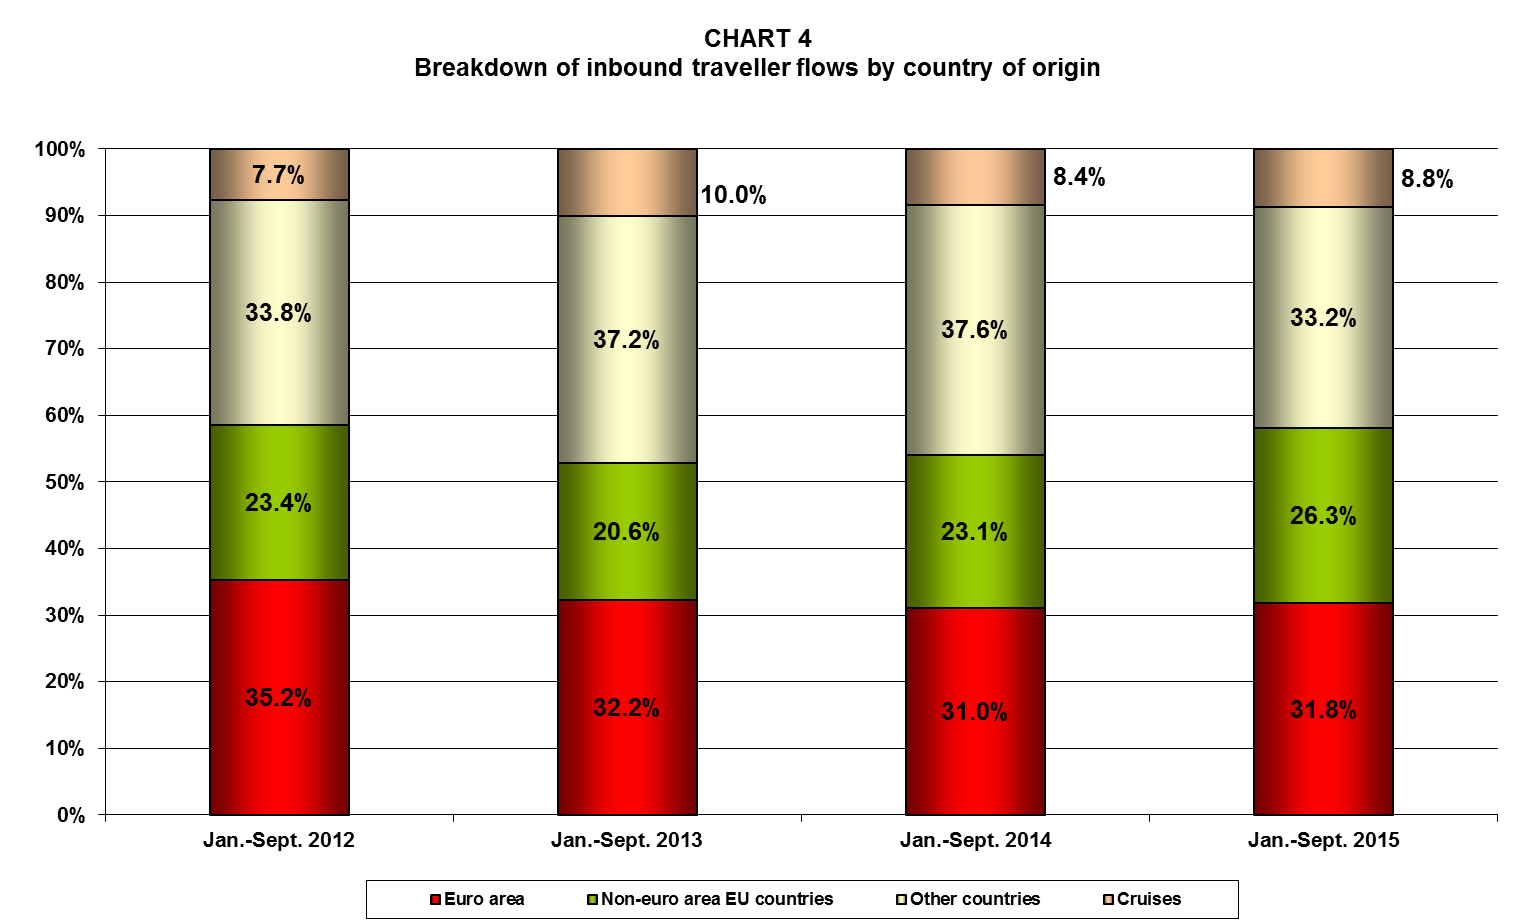 CHART 4
Breakdown of inbound traveller flows by country of origin
100%
90%
80%
70%
60%
50%
40%
30%
20%
10%
0%
7.7%
33.8%
23.4%
35.2%
10.0%
37.2%
20.6%
32.2%
8.4%
37.6%
23.1%
31.0%
8.8%
33.2%
26.3%
31.8%
Jan.-Sept. 2012
Jan.-Sept. 2013
Jan.-Sept. 2014
Jan.-Sept. 2015
Euro area
Non-euro area EU countries
Other countries
Cruises